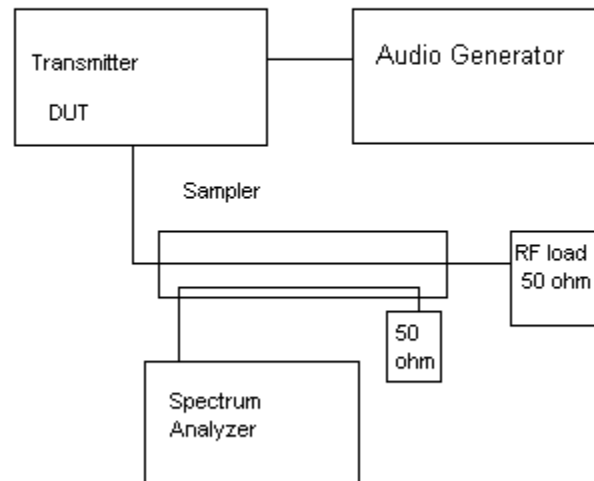 Transmitter
DUT
Audio Generator
Sampler
RF load
50 ohm
50
ohm
Spectrum
Analyzer